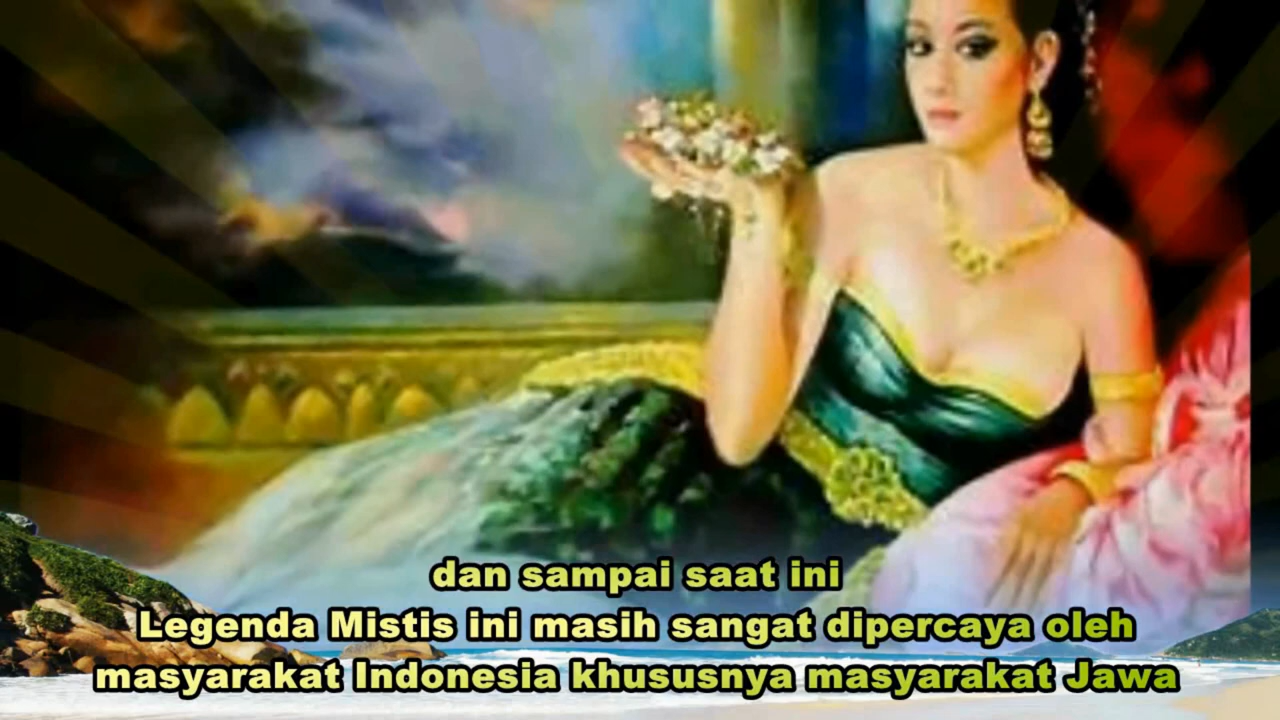 dan sampai saat ini
Legenda Mistis ini masih sangat dipercaya oleh
masyarakat Indonesia khususnya masyarakat Jawa